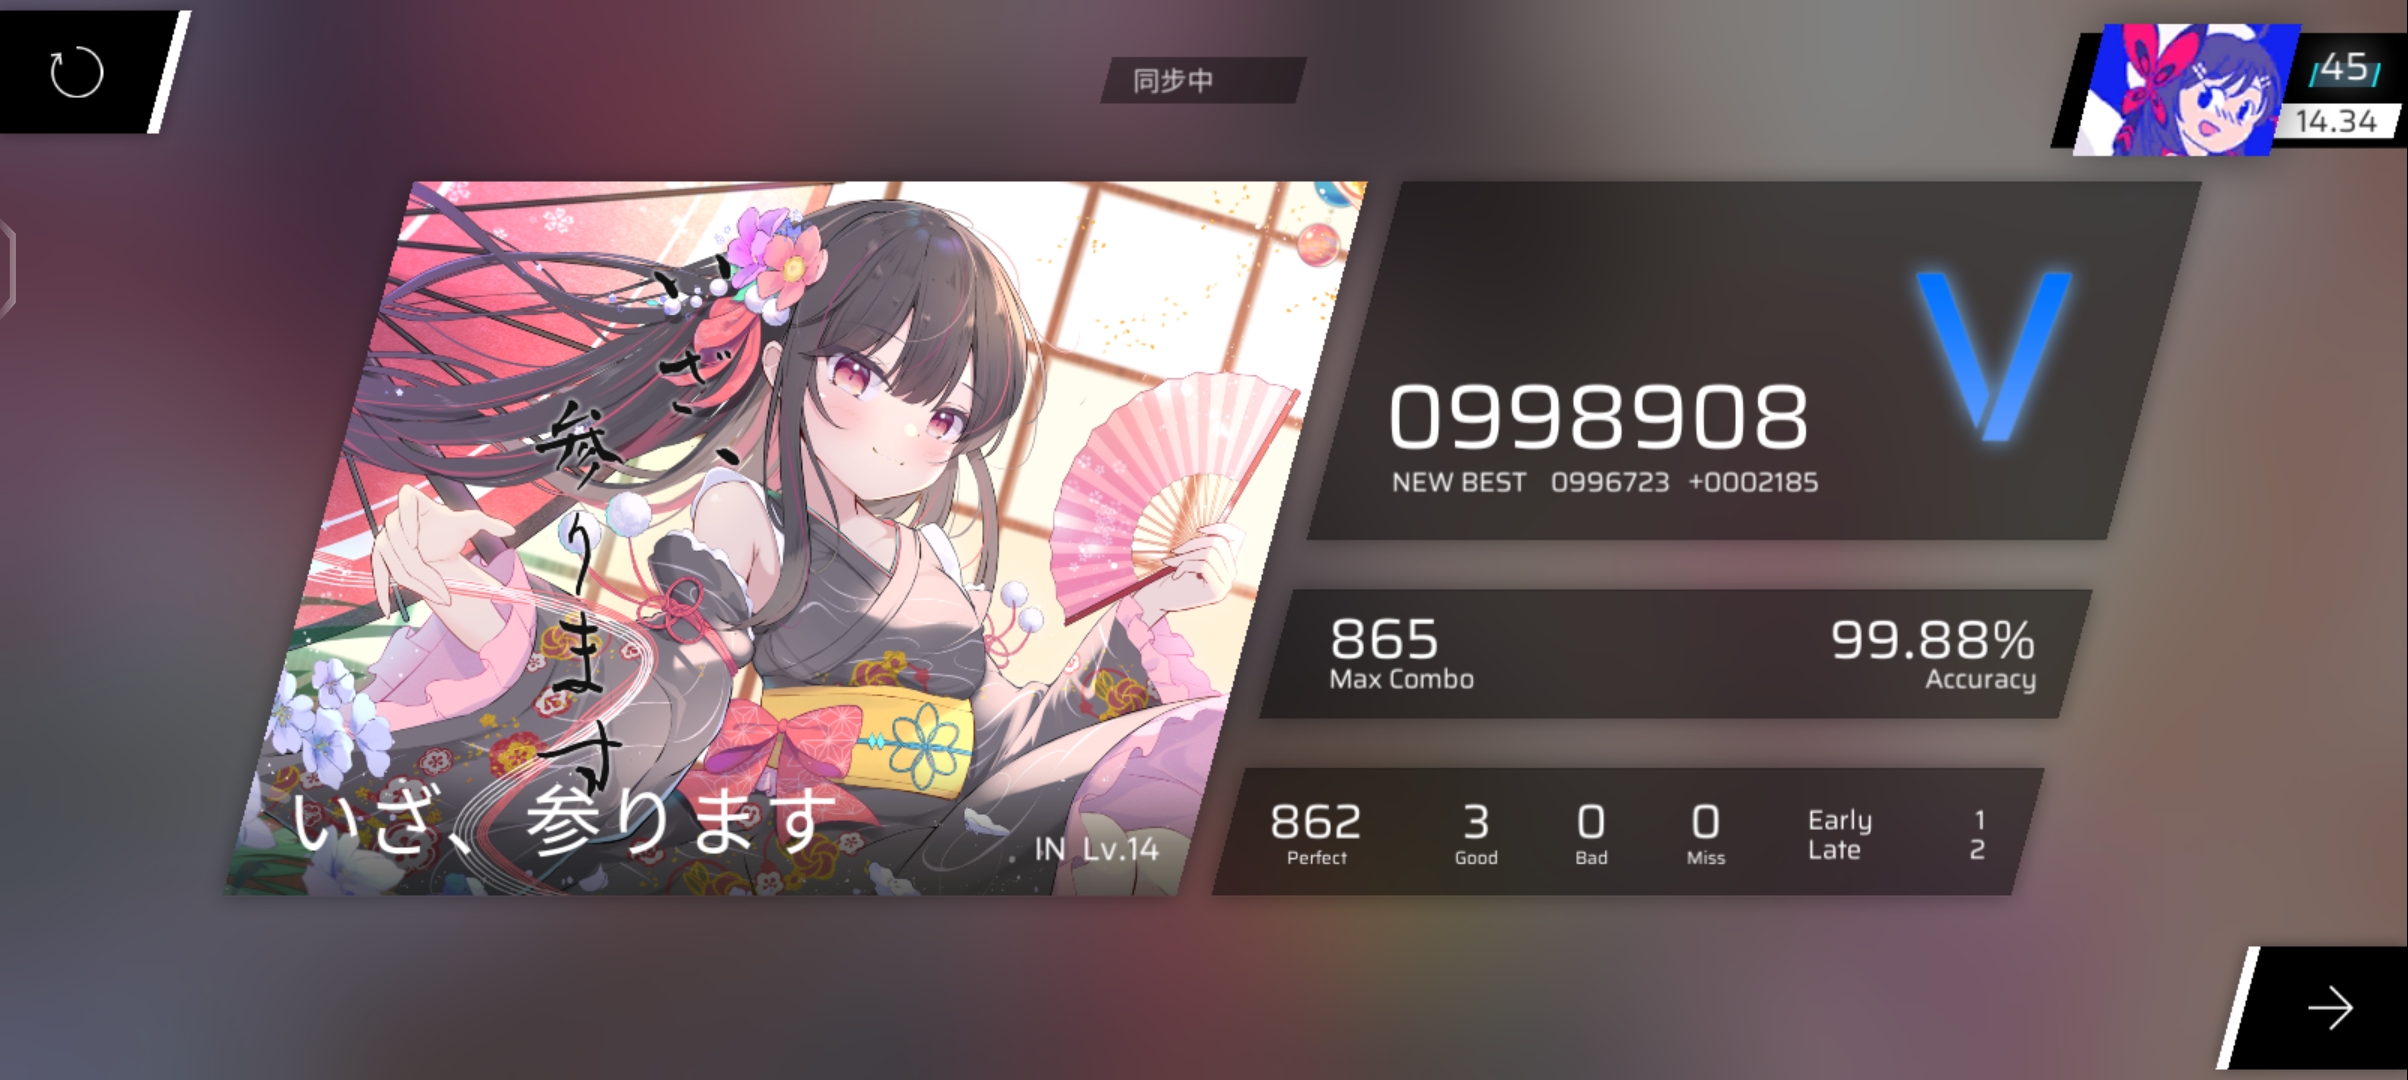 同步中
45
14.34
いざ、
参ります
いざ、参ります
IN Lv.14
0998908
NEW BEST 0996723 +0002185
865
Max Combo
99.88%
Accuracy
862
Perfect
3
Good
0
Bad
0
Miss
Early 1
Late 2